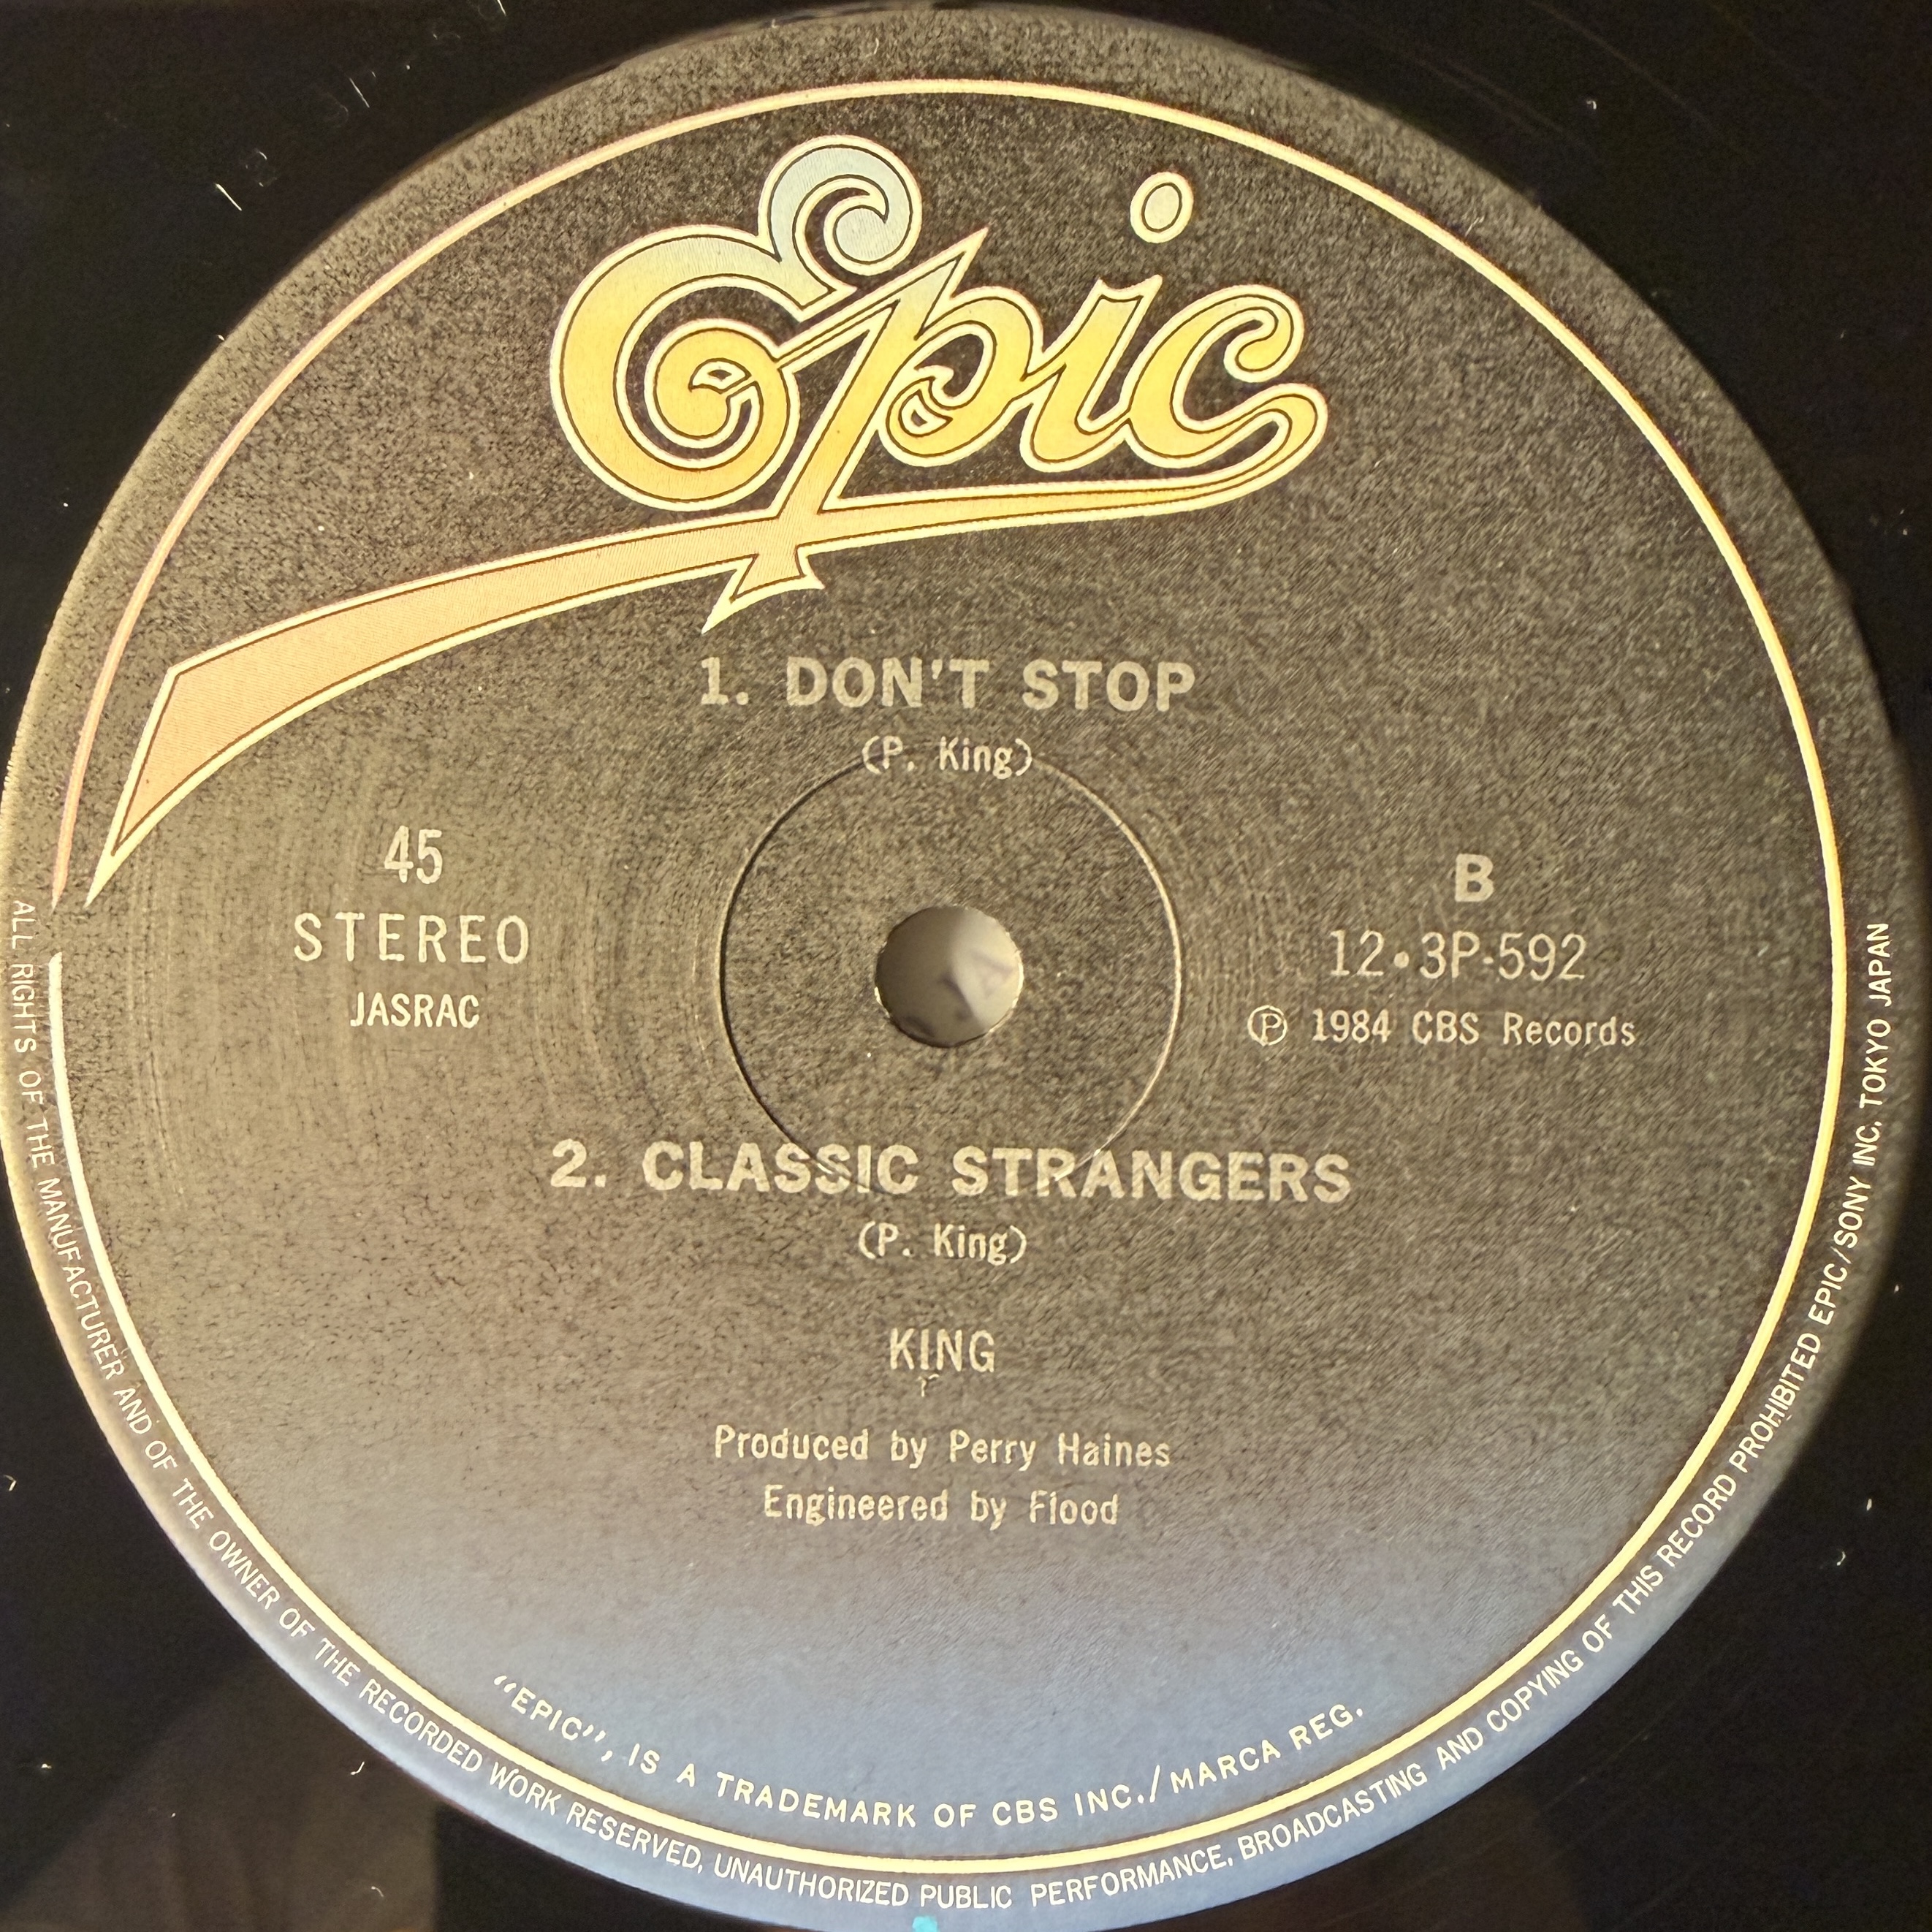 Epic
1. DON'T STOP
(P. King)
45
STEREO
JASRAC
B
12•3P-592
Ⓟ 1984 CBS Records
2. CLASSIC STRANGERS
(P. King)
KING
Produced by Perry Haines
Engineered by Flood
"EPIC", IS A TRADEMARK OF CBS INC./MARCA REG.
ALL RIGHTS OF THE MANUFACTURER AND OF THE OWNER OF THE RECORDED WORK RESERVED, UNAUTHORIZED PUBLIC PERFORMANCE, BROADCASTING AND COPYING OF THIS RECORD PROHIBITED EPIC/SONY INC, TOKYO JAPAN